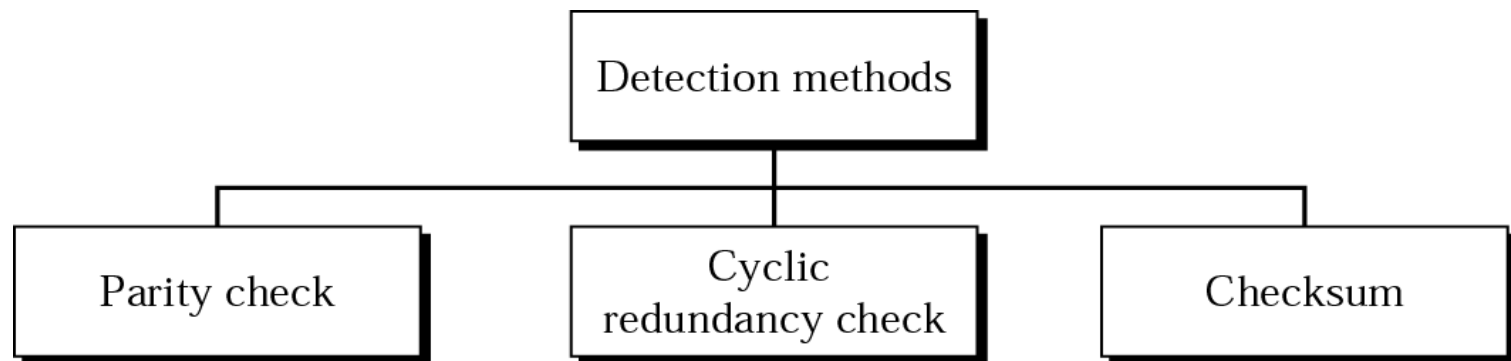 Detection methods
Parity check
Cyclic
redundancy check
Checksum